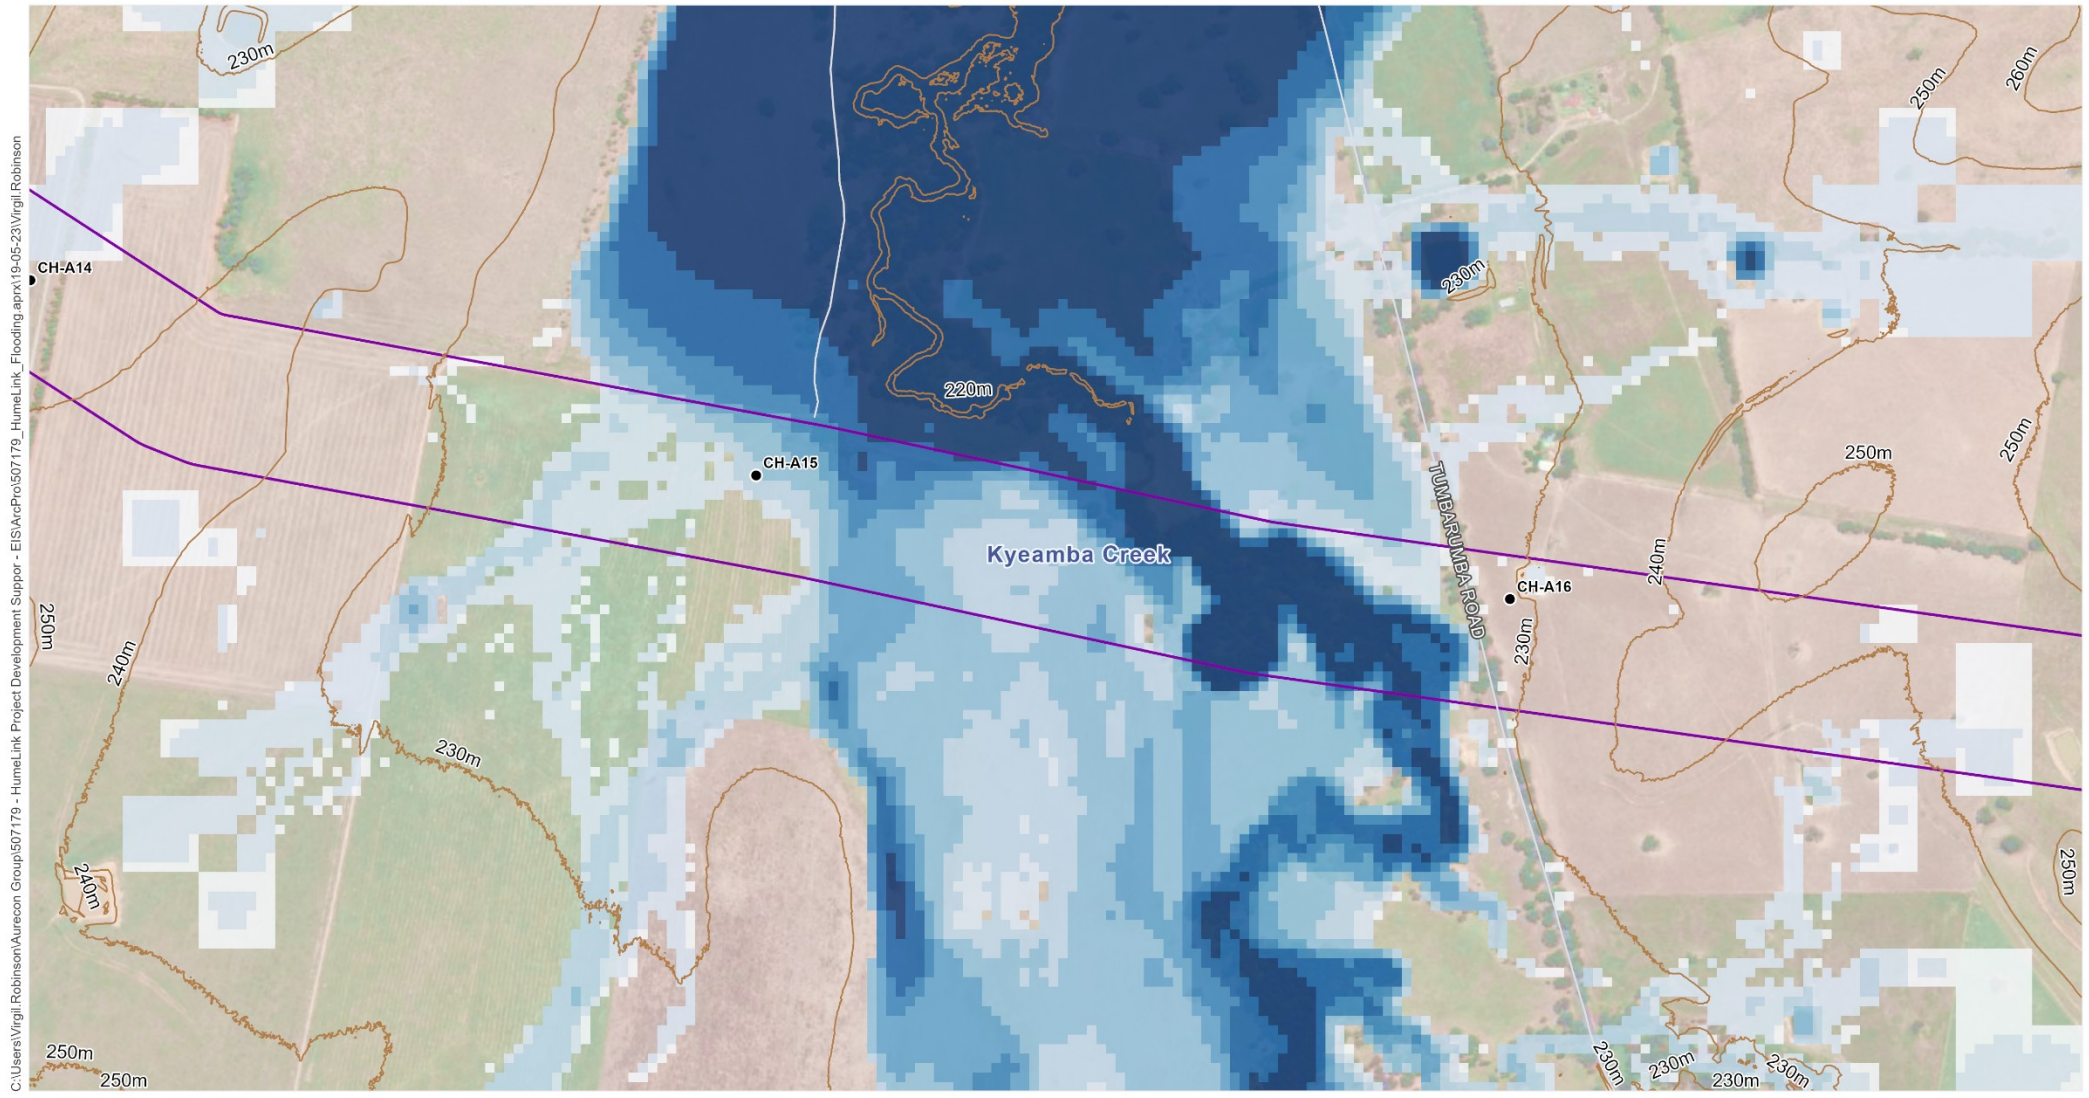 230m
250m
260m
C:\Users\Virgil.Robinson\Aurecon Group\507179 - HumeLink Project Development Suppor - EIS\ArcPro\507179_HumeLink_Flooding.aprx\19-05-23\Virgil.Robinson
CH-A14
230m
220m
250m
250m
CH-A15
TUMBARUMBA ROAD
Kyeamba Creek
240m
CH-A16
250m
240m
230m
230m
240m
250m
250m
250m
230m
230m
230m
230m